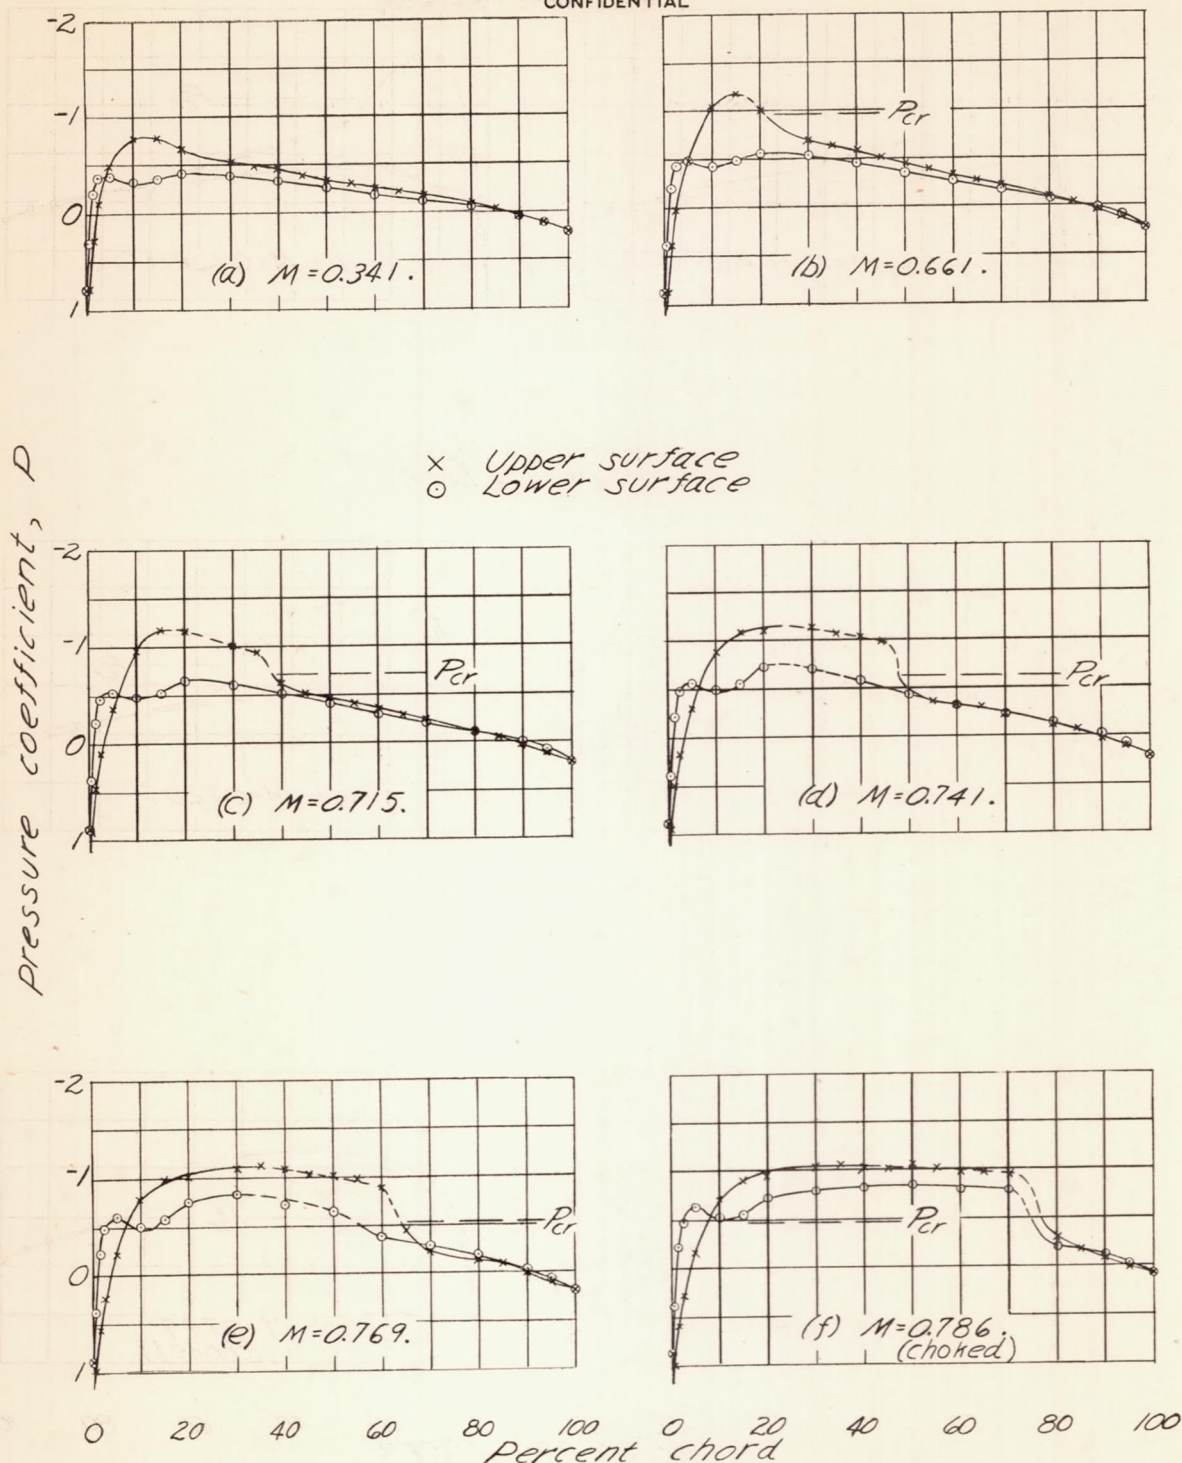 CONFIDENTIAL
-2
-1
0
1
(a) M=0.341.
Pcr
(b) M=0.661.
x Upper surface
⊙ Lower surface
Pressure coefficient, P
-2
-1
0
1
Pcr
(c) M=0.715.
Pcr
(d) M=0.741.
-2
-1
0
1
Pcr
(e) M=0.769.
Pcr
(f) M=0.786.
(choked)
0 20 40 60 80 100
0 20 40 60 80 100
Percent chord